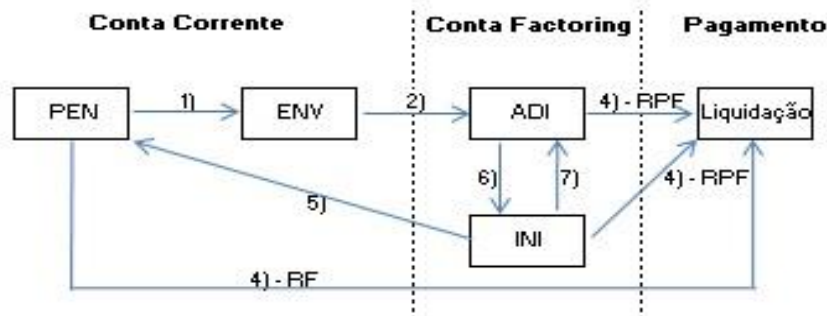 Conta Corrente
Conta Factoring
Pagamento
PEN
1)
ENV
2)
ADI
4) - RPF
Liquidação
6)
7)
4) - RPF
5)
INI
4) - RF